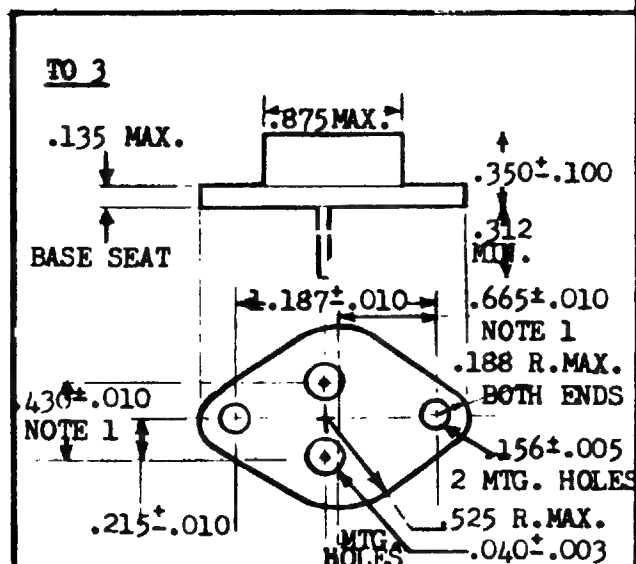 TO 3
.875 MAX.
.135 MAX.
.350±.100
BASE SEAT
.312
MIN.
1.187±.010
.665±.010
NOTE 1
.188 R.MAX.
BOTH ENDS
.430±.010
NOTE 1
.156±.005
2 MTG. HOLES
.215±.010
.525 R.MAX.
MTG.
HOLES
.040±.003